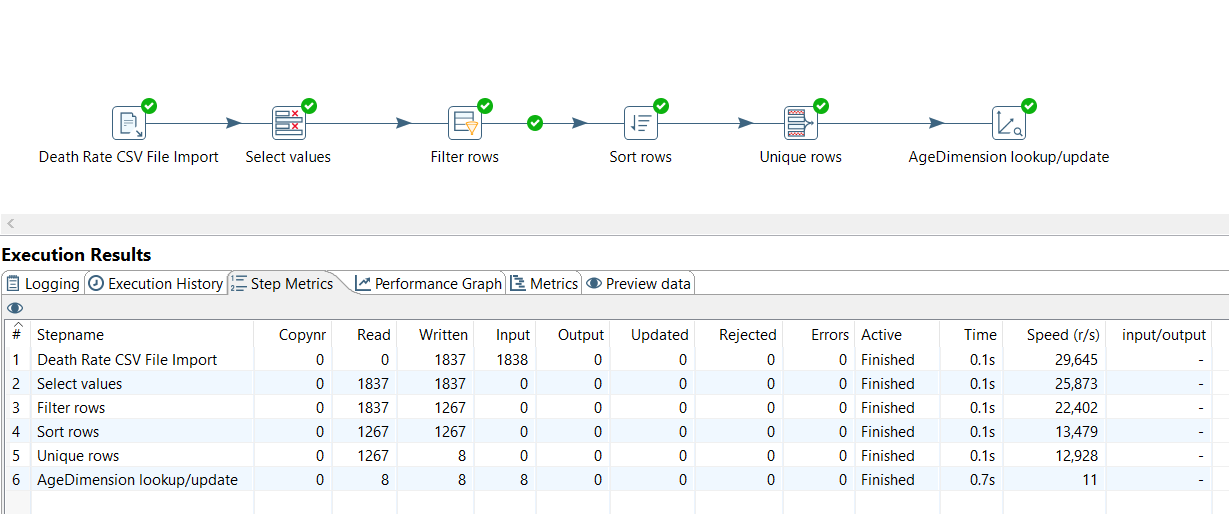 Death Rate CSV File Import Select values Filter rows Sort rows Unique rows AgeDimension lookup/update
Execution Results
Logging Execution History Step Metrics Performance Graph Metrics Preview data
# Stepname Copynr Read Written Input Output Updated Rejected Errors Active Time Speed (r/s) input/output
1 Death Rate CSV File Import 0 0 1837 1838 0 0 0 0 Finished 0.1s 29,645 -
2 Select values 0 1837 1837 0 0 0 0 0 Finished 0.1s 25,873 -
3 Filter rows 0 1837 1267 0 0 0 0 0 Finished 0.1s 22,402 -
4 Sort rows 0 1267 1267 0 0 0 0 0 Finished 0.1s 13,479 -
5 Unique rows 0 1267 8 0 0 0 0 0 Finished 0.1s 12,928 -
6 AgeDimension lookup/update 0 8 8 8 0 0 0 0 Finished 0.7s 11 -